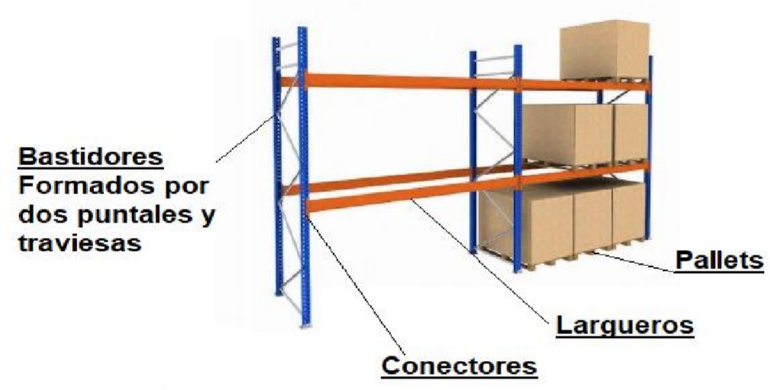 Bastidores
Formados por
dos puntales y
traviesas
Pallets
Largueros
Conectores